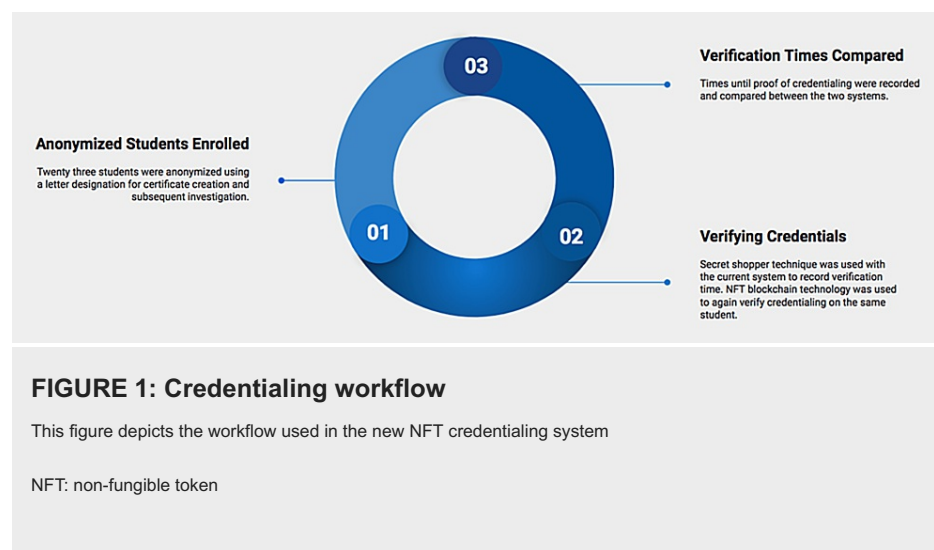 03
Verification Times Compared
Times until proof of credentialing were recorded
and compared between the two systems.
Anonymized Students Enrolled
Twenty three students were anonymized using
a letter designation for certificate creation and
subsequent investigation.
01
02
Verifying Credentials
Secret shopper technique was used with
the current system to record verification
time. NFT blockchain technology was used
to again verify credentialing on the same
student.
FIGURE 1: Credentialing workflow
This figure depicts the workflow used in the new NFT credentialing system
NFT: non-fungible token